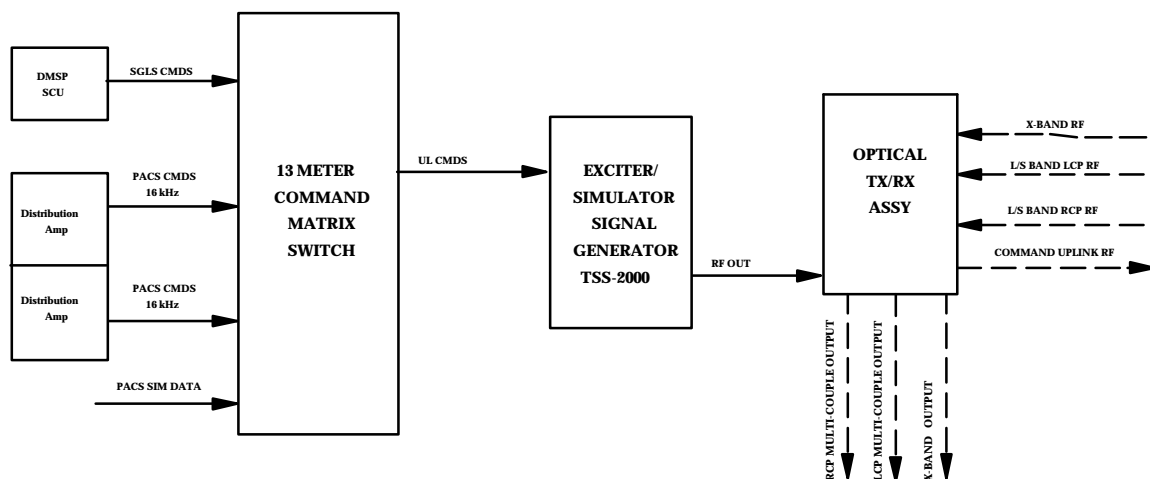 DMSP
SCU
SGLS CMDS
Distribution
Amp
PACS CMDS
16 kHz
Distribution
Amp
PACS CMDS
16 kHz
PACS SIM DATA
13 METER
COMMAND
MATRIX
SWITCH
UL CMDS
EXCITER/
SIMULATOR
SIGNAL
GENERATOR
TSS-2000
RF OUT
OPTICAL
TX/RX
ASSY
X-BAND RF
L/S BAND LCP RF
L/S BAND RCP RF
COMMAND UPLINK RF
RCP MULTI-COUPLE OUTPUT
LCP MULTI-COUPLE OUTPUT
X-BAND OUTPUT